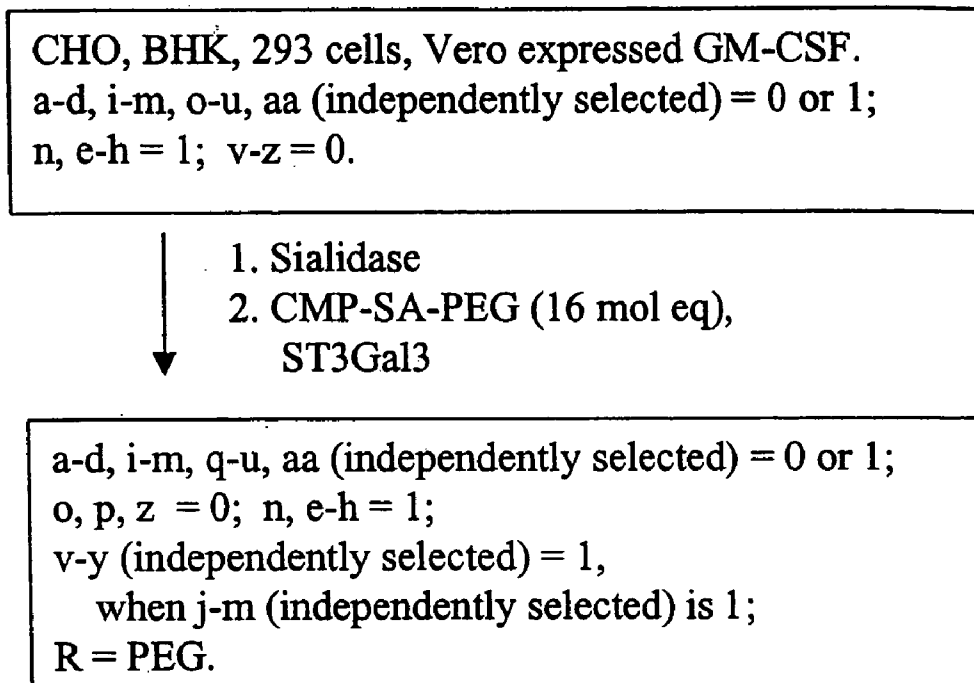 CHO, BHK, 293 cells, Vero expressed GM-CSF.
a-d, i-m, o-u, aa (independently selected) = 0 or 1;
n, e-h = 1; v-z = 0.
1. Sialidase
2. CMP-SA-PEG (16 mol eq),
ST3Gal3
a-d, i-m, q-u, aa (independently selected) = 0 or 1;
o, p, z = 0; n, e-h = 1;
v-y (independently selected) = 1,
when j-m (independently selected) is 1;
R = PEG.